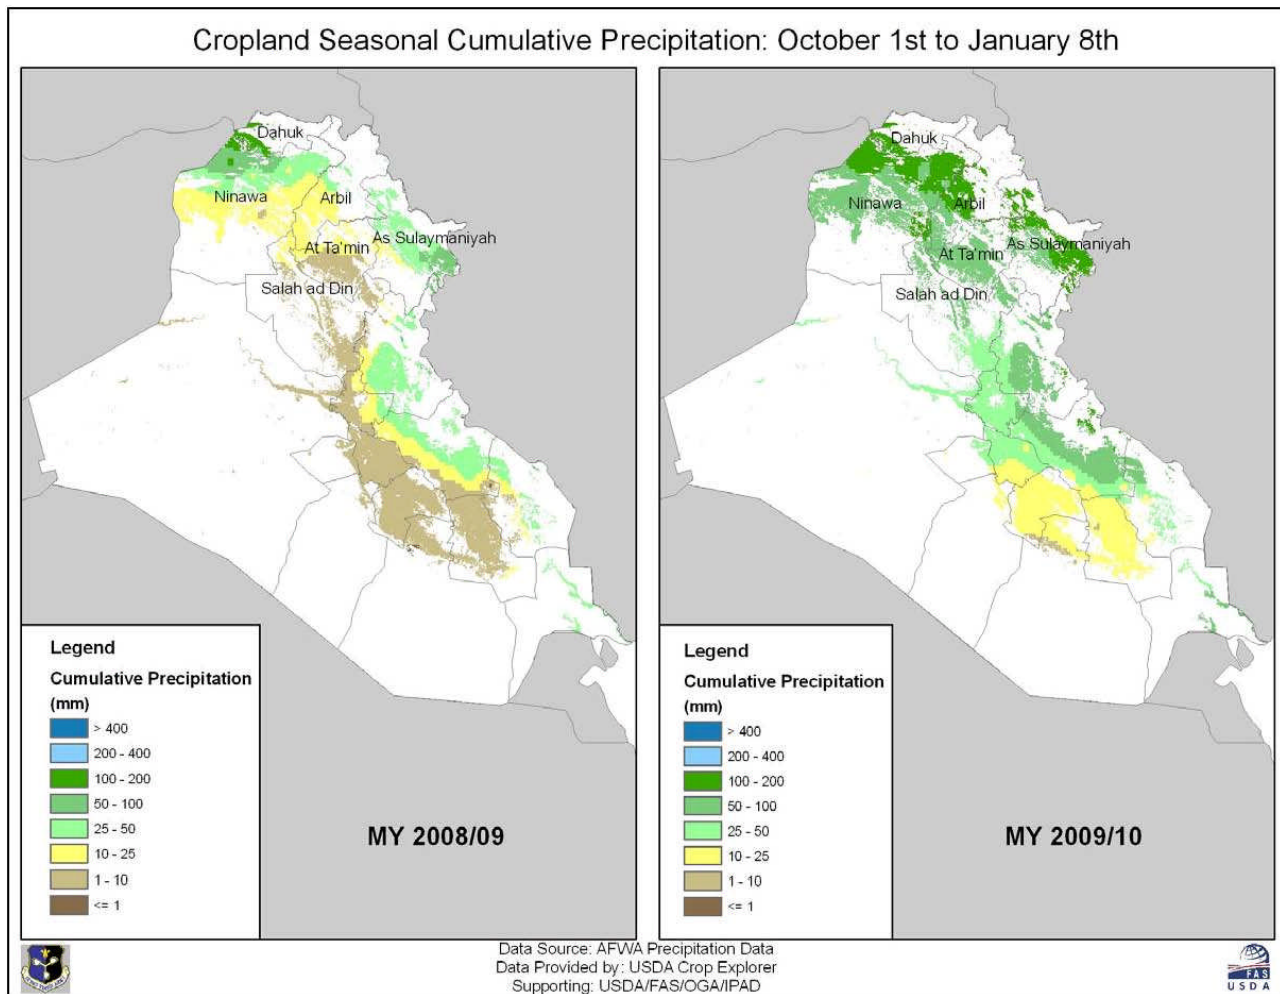 Cropland Seasonal Cumulative Precipitation: October 1st to January 8th
Dahuk
Ninawa
Arbil
As Sulaymaniyah
At Ta'min
Salah ad Din
Legend
Cumulative Precipitation
(mm)
> 400
200 - 400
100 - 200
50 - 100
25 - 50
10 - 25
1 - 10
<= 1
MY 2008/09
Dahuk
Ninawa
Arbil
As Sulaymaniyah
At Ta'min
Salah ad Din
Legend
Cumulative Precipitation
(mm)
> 400
200 - 400
100 - 200
50 - 100
25 - 50
10 - 25
1 - 10
<= 1
MY 2009/10
Data Source: AFWA Precipitation Data
Data Provided by: USDA Crop Explorer
Supporting: USDA/FAS/OGA/IPAD
FAS
USDA